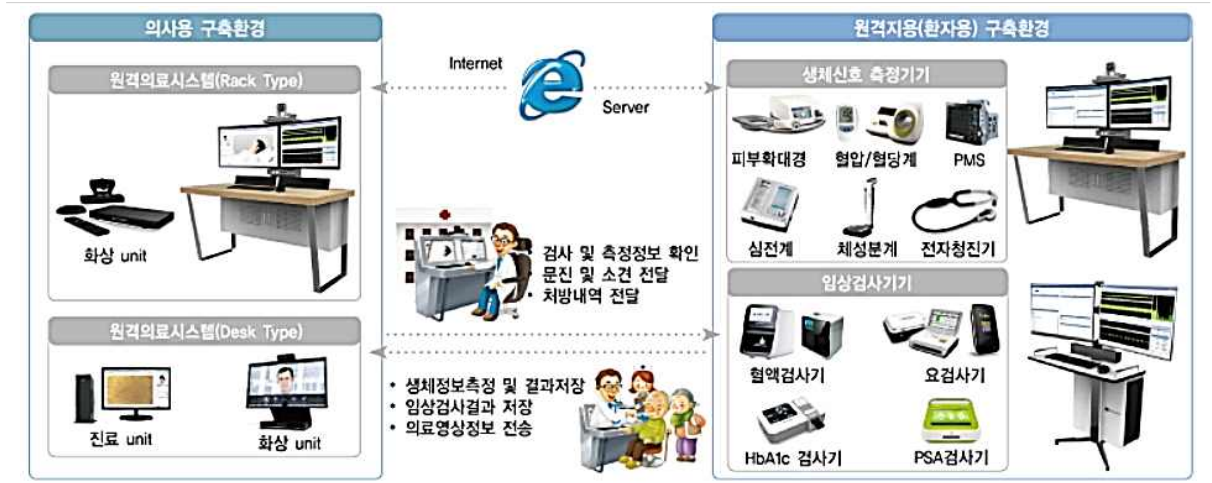 의사용 구축환경
원격의료시스템(Rack Type)
화상 unit
원격의료시스템(Desk Type)
진료 unit
화상 unit
Internet
Server
검사 및 측정정보 확인
문진 및 소견 전달
• 처방내역 전달
• 생체정보측정 및 결과저장
• 임상검사결과 저장
• 의료영상정보 전송
원격지용(환자용) 구축환경
생체신호 측정기기
피부확대경
혈압/혈당계
PMS
심전계
체성분계
전자청진기
임상검사기기
혈액검사기
요검사기
HbA1c 검사기
PSA검사기